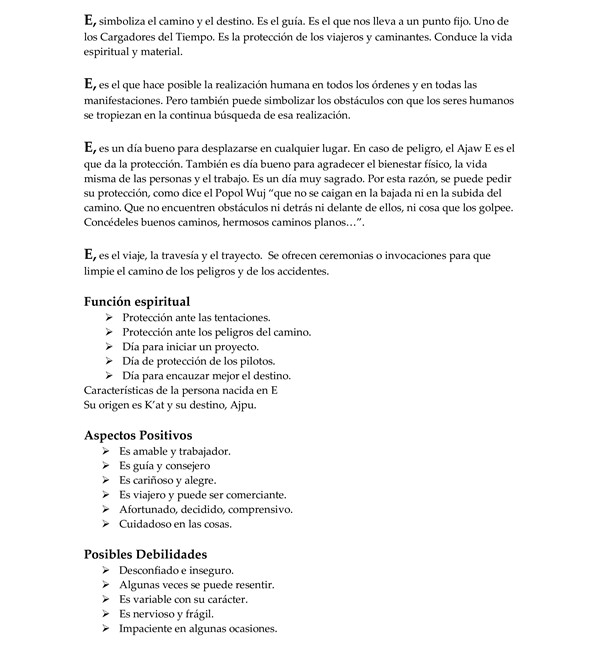 E, simboliza el camino y el destino. Es el guía. Es el que nos lleva a un punto fijo. Uno de
los Cargadores del Tiempo. Es la protección de los viajeros y caminantes. Conduce la vida
espiritual y material.
E, es el que hace posible la realización humana en todos los órdenes y en todas las
manifestaciones. Pero también puede simbolizar los obstáculos con que los seres humanos
se tropiezan en la continua búsqueda de esa realización.
E, es un día bueno para desplazarse en cualquier lugar. En caso de peligro, el Ajaw E es el
que da la protección. También es día bueno para agradecer el bienestar físico, la vida
misma de las personas y el trabajo. Es un día muy sagrado. Por esta razón, se puede pedir
su protección, como dice el Popol Wuj “que no se caigan en la bajada ni en la subida del
camino. Que no encuentren obstáculos ni detrás ni delante de ellos, ni cosa que los golpee.
Concédeles buenos caminos, hermosos caminos planos…”.
E, es el viaje, la travesía y el trayecto. Se ofrecen ceremonias o invocaciones para que
limpie el camino de los peligros y de los accidentes.
Función espiritual
➢ Protección ante las tentaciones.
➢ Protección ante los peligros del camino.
➢ Día para iniciar un proyecto.
➢ Día de protección de los pilotos.
➢ Día para encauzar mejor el destino.
Características de la persona nacida en E
Su origen es K’at y su destino, Ajpu.
Aspectos Positivos
➢ Es amable y trabajador.
➢ Es guía y consejero
➢ Es cariñoso y alegre.
➢ Es viajero y puede ser comerciante.
➢ Afortunado, decidido, comprensivo.
➢ Cuidadoso en las cosas.
Posibles Debilidades
➢ Desconfiado e inseguro.
➢ Algunas veces se puede resentir.
➢ Es variable con su carácter.
➢ Es nervioso y frágil.
➢ Impaciente en algunas ocasiones.